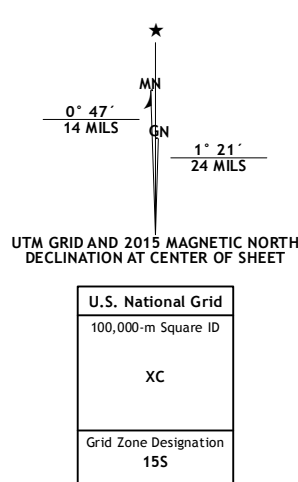 ★
MN
0° 47´
14 MILS
GN
1° 21´
24 MILS
UTM GRID AND 2015 MAGNETIC NORTH
DECLINATION AT CENTER OF SHEET
U.S. National Grid
100,000-m Square ID
XC
Grid Zone Designation
15S